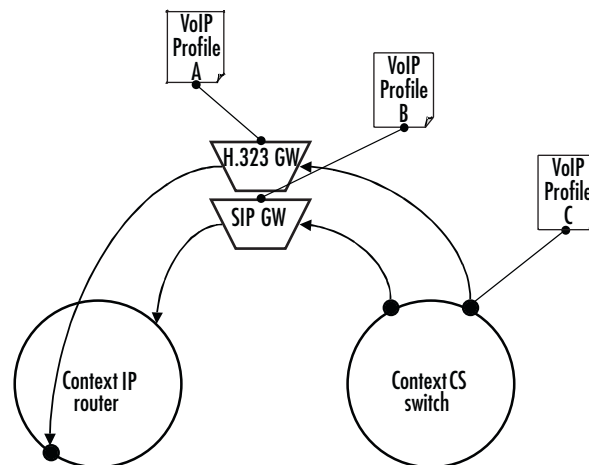 VoIP
Profile
A
VoIP
Profile
B
H.323 GW
VoIP
Profile
C
SIP GW
Context IP
router
Context CS
switch